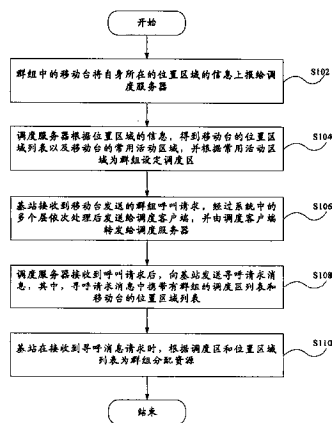 开始
群组中的移动台将自身所在的位置区域的信息上报给调
度服务器
S102
调度服务器根据位置区域的信息，得到移动台的位置区
域列表以及移动台的常用活动区域，并根据常用活动区
域为群组设定调度区
S104
基站接收到移动台发送的群组呼叫请求，经过系统中的
多个层依次处理后发送给调度客户端，并由调度客户端
转发给调度服务器
S106
调度服务器接收到呼叫请求后，向基站发送寻呼请求消
息；其中，寻呼请求消息中携带有群组的调度区列表和
移动台的位置区域列表
S108
基站在接收到寻呼消息请求时，根据调度区和位置区域
列表为群组分配资源
S110
结束